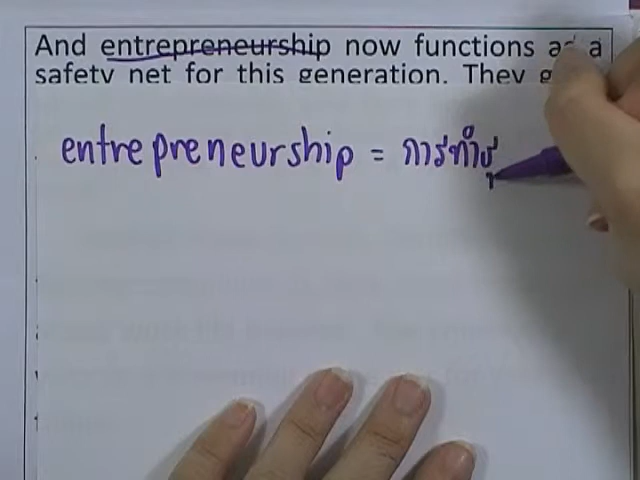 And entrepreneurship now functions as a
safety net for this generation. They g
entrepreneurship = การทำธุ